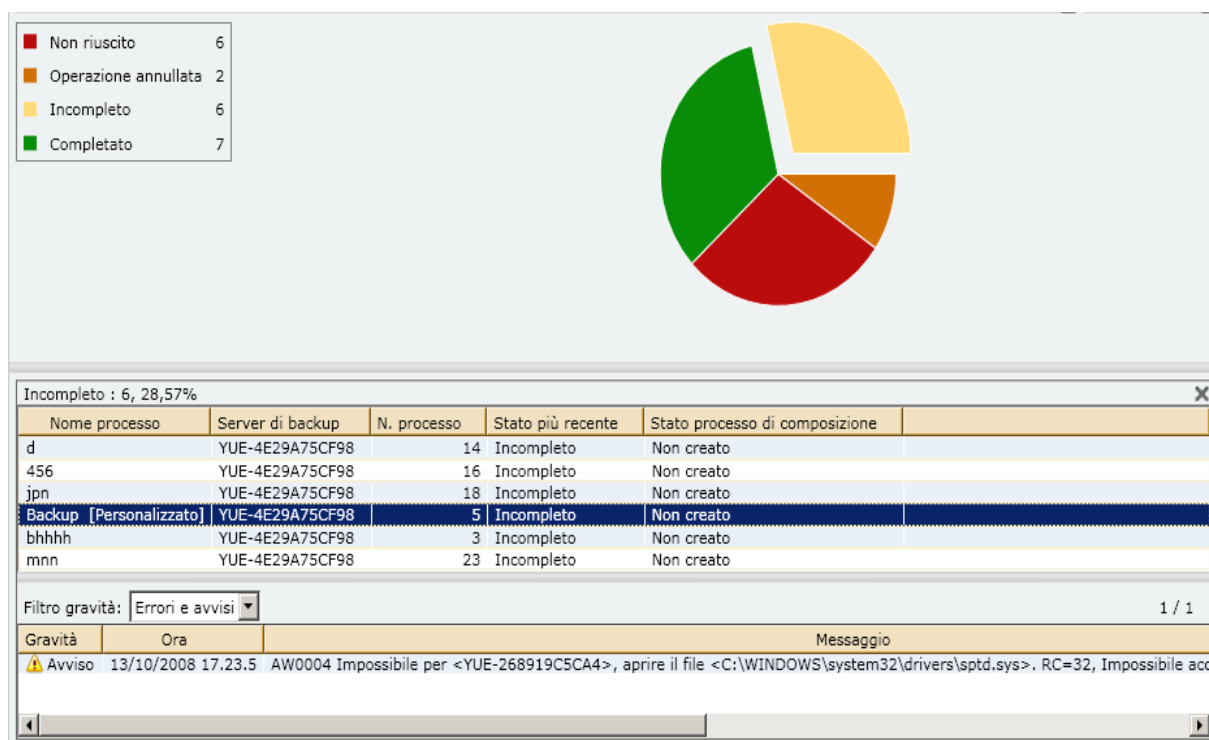 Non riuscito 6
Operazione annullata 2
Incompleto 6
Completato 7
Incompleto : 6, 28,57%
Nome processo Server di backup N. processo Stato più recente Stato processo di composizione
d YUE-4E29A75CF98 14 Incompleto Non creato
456 YUE-4E29A75CF98 16 Incompleto Non creato
jpn YUE-4E29A75CF98 18 Incompleto Non creato
Backup [Personalizzato] YUE-4E29A75CF98 5 Incompleto Non creato
bhhhh YUE-4E29A75CF98 3 Incompleto Non creato
mnn YUE-4E29A75CF98 23 Incompleto Non creato
Filtro gravità: Errori e avvisi 1 / 1
Gravità Ora Messaggio
Avviso 13/10/2008 17.23.5 AW0004 Impossibile per <YUE-268919C5CA4>, aprire il file <C:\WINDOWS\system32\drivers\sptd.sys>. RC=32, Impossibile acc